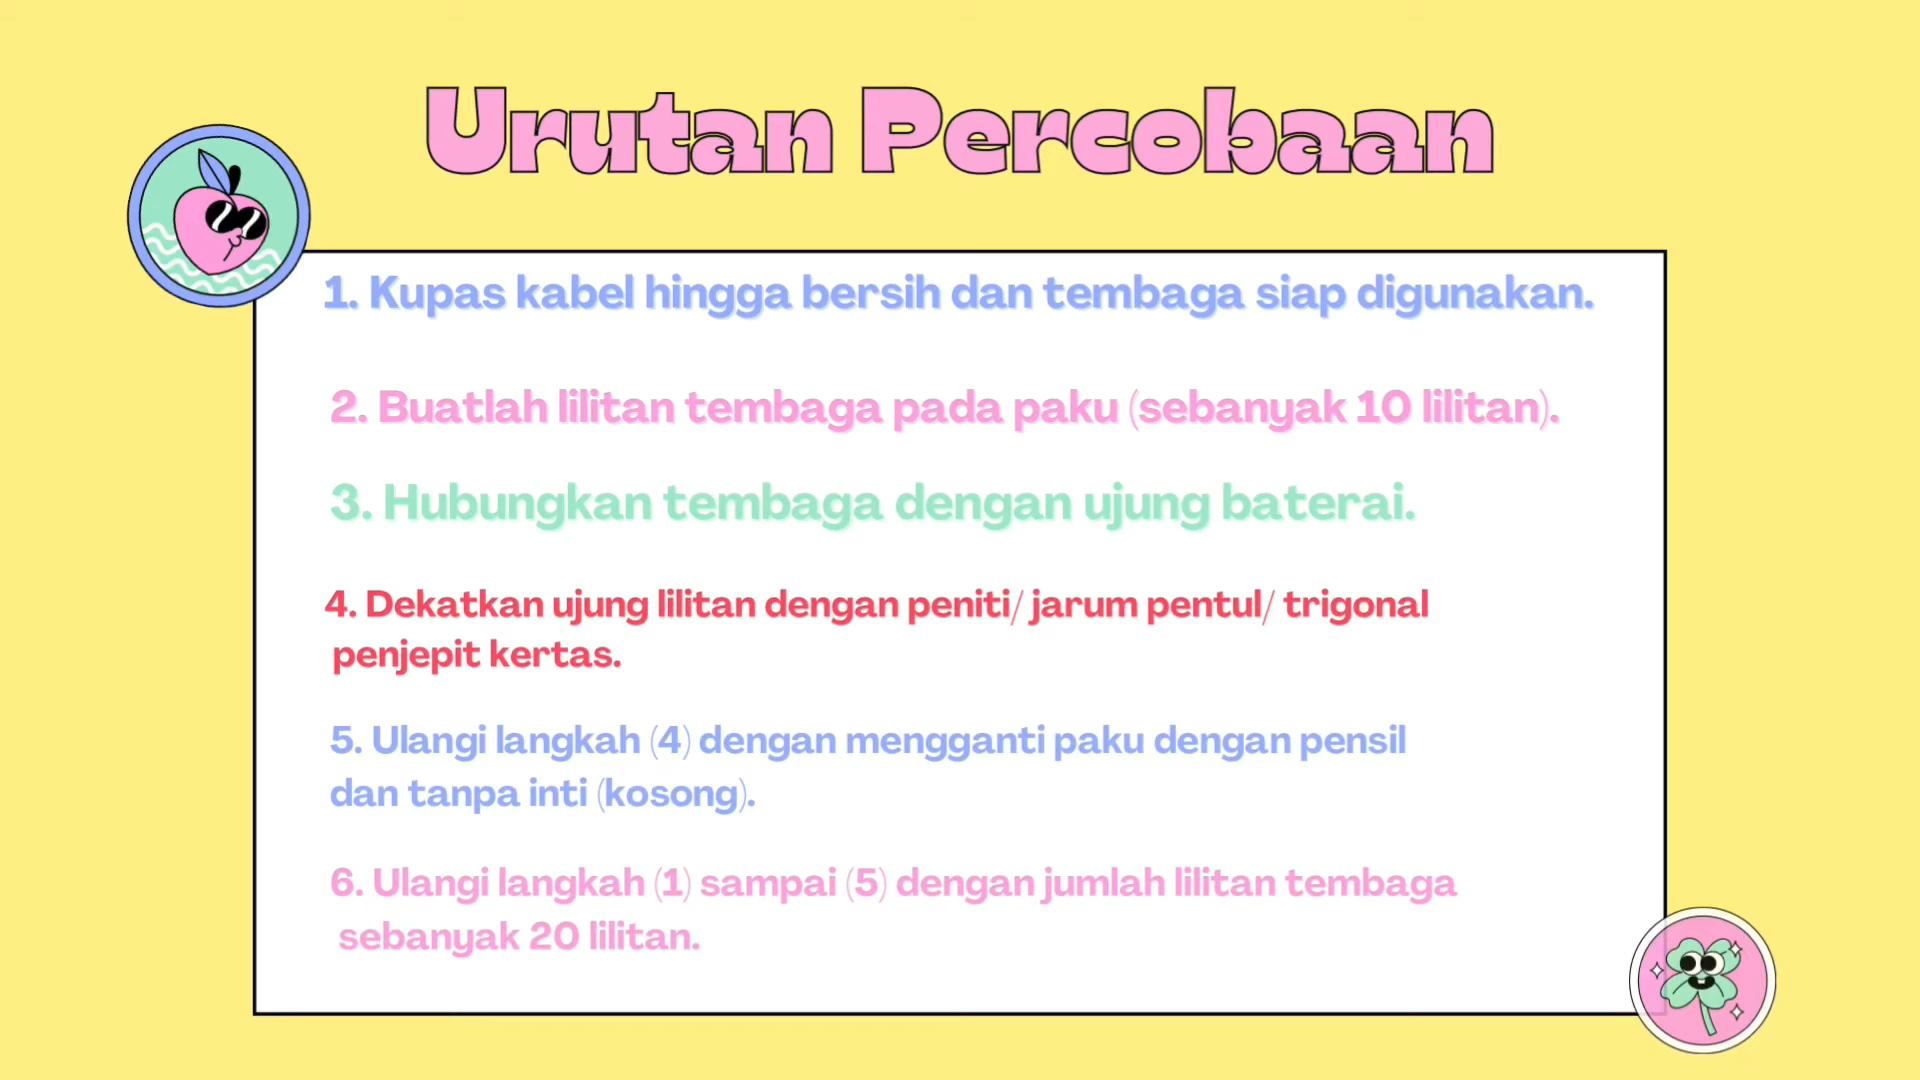 Urutan Percobaan
1. Kupas kabel hingga bersih dan tembaga siap digunakan.
2. Buatlah lilitan tembaga pada paku (sebanyak 10 lilitan).
3. Hubungkan tembaga dengan ujung baterai.
4. Dekatkan ujung lilitan dengan peniti/ jarum pentul/ trigonal
penjepit kertas.
5. Ulangi langkah (4) dengan mengganti paku dengan pensil
dan tanpa inti (kosong).
6. Ulangi langkah (1) sampai (5) dengan jumlah lilitan tembaga
sebanyak 20 lilitan.